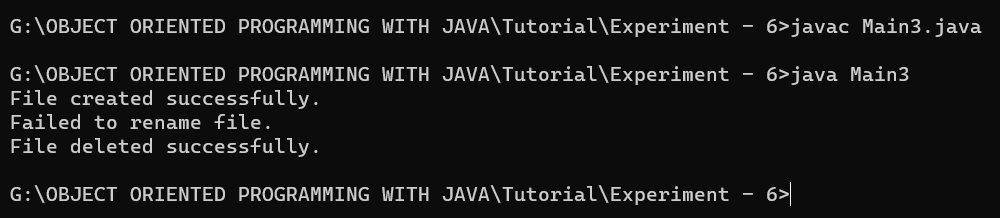 G:\OBJECT ORIENTED PROGRAMMING WITH JAVA\Tutorial\Experiment - 6>javac Main3.java
G:\OBJECT ORIENTED PROGRAMMING WITH JAVA\Tutorial\Experiment - 6>java Main3
File created successfully.
Failed to rename file.
File deleted successfully.
G:\OBJECT ORIENTED PROGRAMMING WITH JAVA\Tutorial\Experiment - 6>